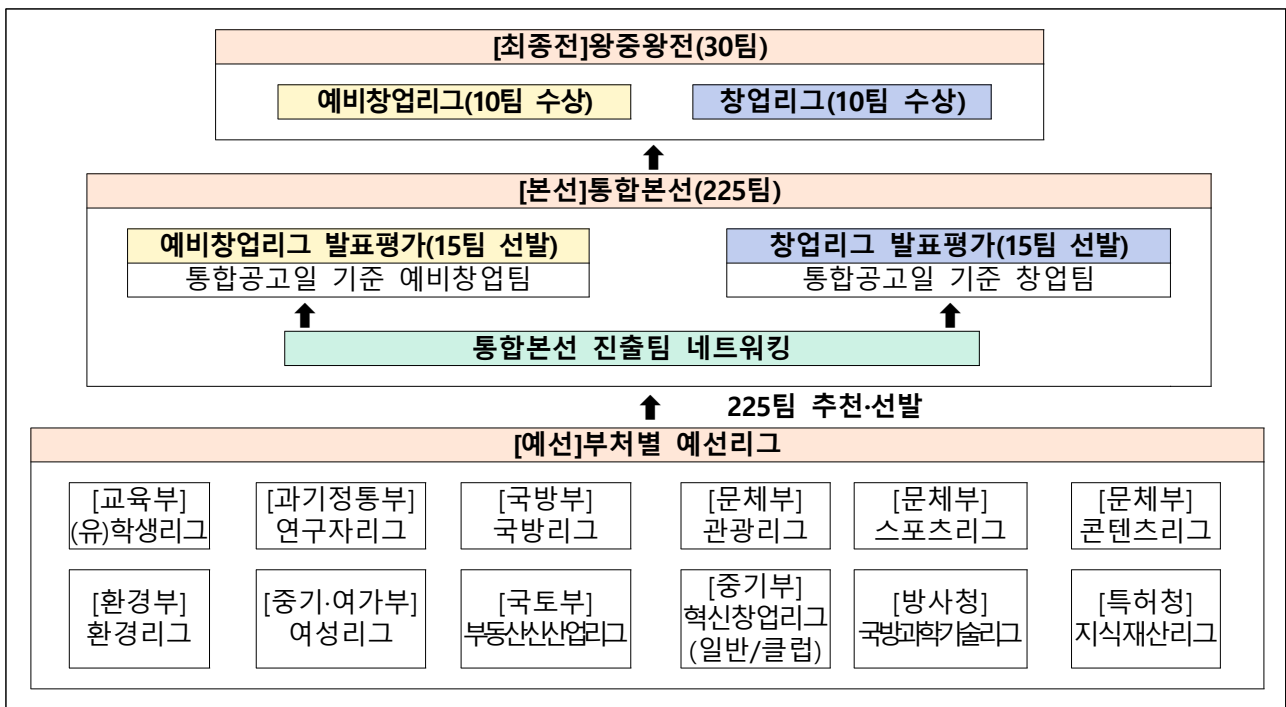 [최종전]왕중왕전(30팀)
예비창업리그(10팀 수상)
창업리그(10팀 수상)
[본선]통합본선(225팀)
예비창업리그 발표평가(15팀 선발)
통합공고일 기준 예비창업팀
창업리그 발표평가(15팀 선발)
통합공고일 기준 창업팀
통합본선 진출팀 네트워킹
225팀 추천·선발
[예선]부처별 예선리그
[교육부]
(유)학생리그
[과기정통부]
연구자리그
[국방부]
국방리그
[문체부]
관광리그
[문체부]
스포츠리그
[문체부]
콘텐츠리그
[환경부]
환경리그
[중기·여가부]
여성리그
[국토부]
부동산신산업리그
[중기부]
혁신창업리그
(일반/클럽)
[방사청]
국방과학기술리그
[특허청]
지식재산리그